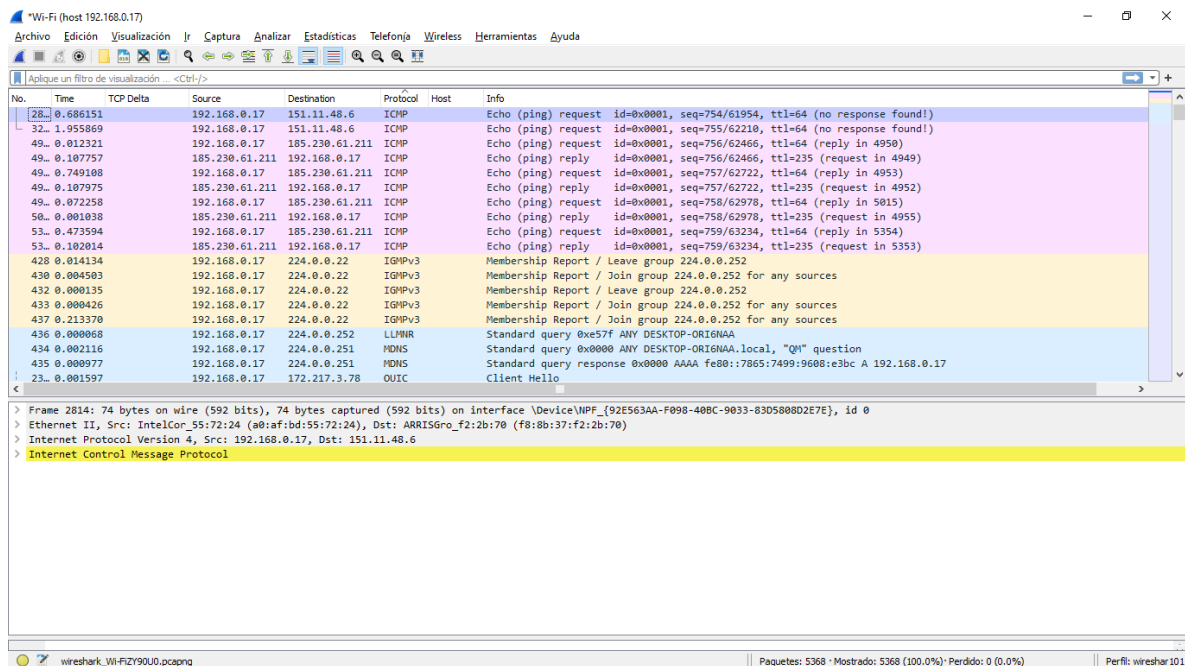 *Wi-Fi (host 192.168.0.17)
Archivo Edición Visualización Ir Captura Analizar Estadísticas Telefonía Wireless Herramientas Ayuda
Aplique un filtro de visualización ... <Ctrl-/>
No. Time TCP Delta Source Destination Protocol Host Info
28... 0.686151 192.168.0.17 151.11.48.6 ICMP Echo (ping) request id=0x0001, seq=754/61954, ttl=64 (no response found!)
32... 1.955869 192.168.0.17 151.11.48.6 ICMP Echo (ping) request id=0x0001, seq=755/62210, ttl=64 (no response found!)
49... 0.012321 192.168.0.17 185.230.61.211 ICMP Echo (ping) request id=0x0001, seq=756/62466, ttl=64 (reply in 4950)
49... 0.107757 185.230.61.211 192.168.0.17 ICMP Echo (ping) reply id=0x0001, seq=756/62466, ttl=235 (request in 4949)
49... 0.749108 192.168.0.17 185.230.61.211 ICMP Echo (ping) request id=0x0001, seq=757/62722, ttl=64 (reply in 4953)
49... 0.107975 185.230.61.211 192.168.0.17 ICMP Echo (ping) reply id=0x0001, seq=757/62722, ttl=235 (request in 4952)
49... 0.072258 192.168.0.17 185.230.61.211 ICMP Echo (ping) request id=0x0001, seq=758/62978, ttl=64 (reply in 5015)
50... 0.001038 185.230.61.211 192.168.0.17 ICMP Echo (ping) reply id=0x0001, seq=758/62978, ttl=235 (request in 4955)
53... 0.473594 192.168.0.17 185.230.61.211 ICMP Echo (ping) request id=0x0001, seq=759/63234, ttl=64 (reply in 5354)
53... 0.102014 185.230.61.211 192.168.0.17 ICMP Echo (ping) reply id=0x0001, seq=759/63234, ttl=235 (request in 5353)
428 0.014134 192.168.0.17 224.0.0.22 IGMPv3 Membership Report / Leave group 224.0.0.252
430 0.004503 192.168.0.17 224.0.0.22 IGMPv3 Membership Report / Join group 224.0.0.252 for any sources
432 0.000135 192.168.0.17 224.0.0.22 IGMPv3 Membership Report / Leave group 224.0.0.252
433 0.000426 192.168.0.17 224.0.0.22 IGMPv3 Membership Report / Join group 224.0.0.252 for any sources
437 0.213370 192.168.0.17 224.0.0.22 IGMPv3 Membership Report / Join group 224.0.0.252 for any sources
436 0.000068 192.168.0.17 224.0.0.252 LLMNR Standard query 0xe57f ANY DESKTOP-ORI6NAA
434 0.002116 192.168.0.17 224.0.0.251 MDNS Standard query 0x0000 ANY DESKTOP-ORI6NAA.local, "QM" question
435 0.000977 192.168.0.17 224.0.0.251 MDNS Standard query response 0x0000 AAAA fe80::7865:7499:9608:e3bc A 192.168.0.17
23... 0.001597 192.168.0.17 172.217.3.78 QUIC Client Hello
Frame 2814: 74 bytes on wire (592 bits), 74 bytes captured (592 bits) on interface \Device\NPF_{92E563AA-F098-40BC-9033-83D5808D2E7E}, id 0
Ethernet II, Src: IntelCor_55:72:24 (a0:af:bd:55:72:24), Dst: ARRISGro_f2:2b:70 (f8:8b:37:f2:2b:70)
Internet Protocol Version 4, Src: 192.168.0.17, Dst: 151.11.48.6
Internet Control Message Protocol
wireshark_Wi-FiZY90U0.pcapng Paquetes: 5368 · Mostrado: 5368 (100.0%) · Perdido: 0 (0.0%) Perfil: wireshar101